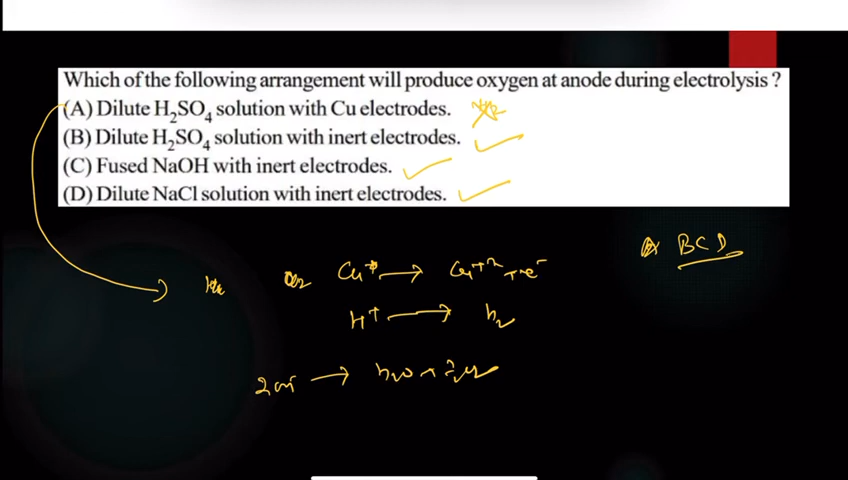 Which of the following arrangement will produce oxygen at anode during electrolysis ?
(A) Dilute H₂SO₄ solution with Cu electrodes.
(B) Dilute H₂SO₄ solution with inert electrodes.
(C) Fused NaOH with inert electrodes.
(D) Dilute NaCl solution with inert electrodes.
BCD
Cu⁺ → Cu⁺² + e⁻
H⁺ → h₂